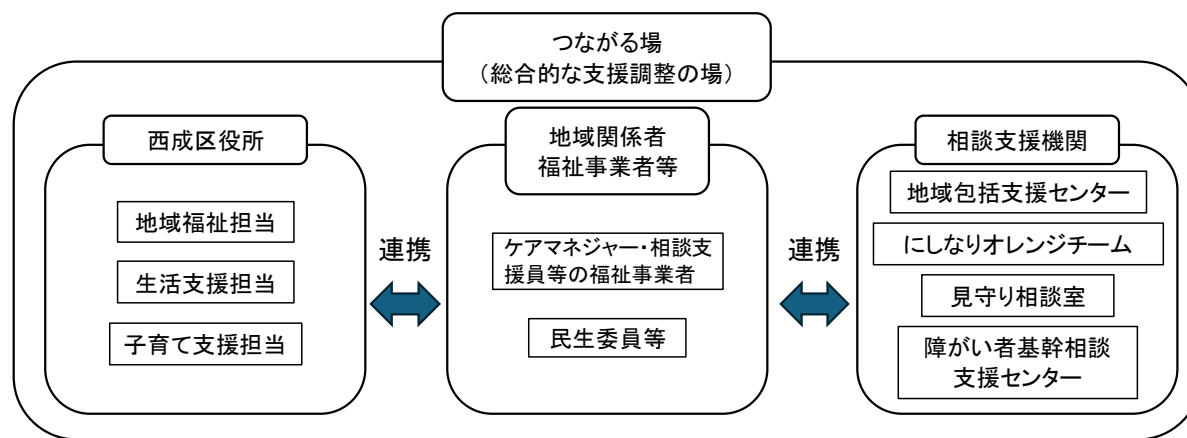 つながる場
（総合的な支援調整の場）
西成区役所
地域福祉担当
生活支援担当
子育て支援担当
連携
地域関係者
福祉事業者等
ケアマネジャー・相談支
援員等の福祉事業者
民生委員等
連携
相談支援機関
地域包括支援センター
にしなりオレンジチーム
見守り相談室
障がい者基幹相談
支援センター